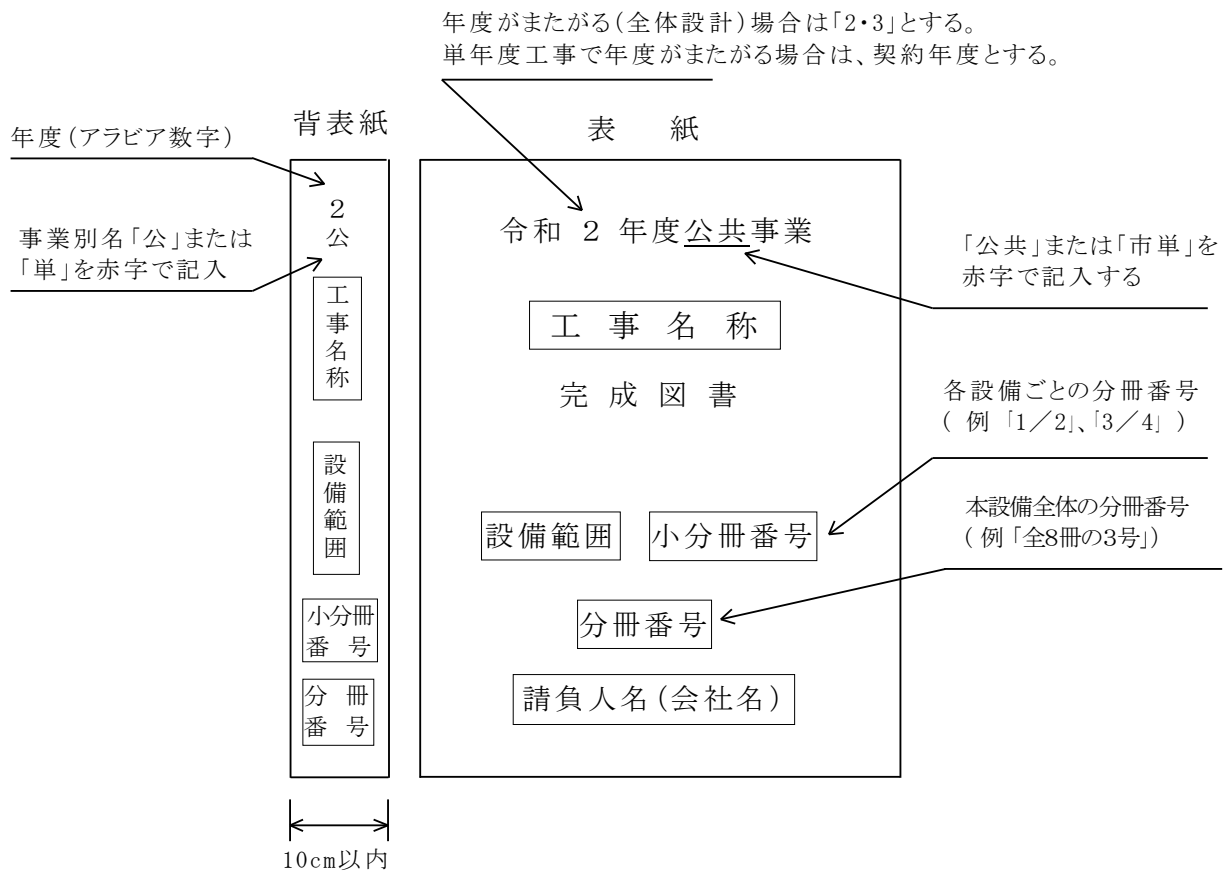 年度がまたがる(全体設計)場合は「2・3」とする。
単年度工事で年度がまたがる場合は、契約年度とする。
背表紙
表　紙
年度(アラビア数字)
事業別名「公」または
「単」を赤字で記入
2
公
工事名称
設備範囲
小分冊
番　号
分　冊
番　号
10cm以内
令和 2 年度公共事業
工 事 名 称
完 成 図 書
設備範囲
小分冊番号
分冊番号
請負人名(会社名)
「公共」または「市単」を
赤字で記入する
各設備ごとの分冊番号
( 例 「1/2」、「3/4」 )
本設備全体の分冊番号
( 例 「全8冊の3号」)